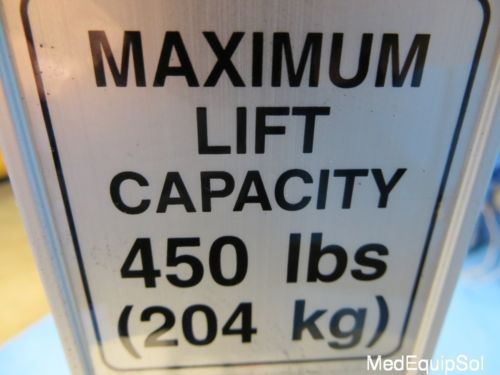 MAXIMUM
LIFT
CAPACITY
450 lbs
(204 kg)
MedEquipSol